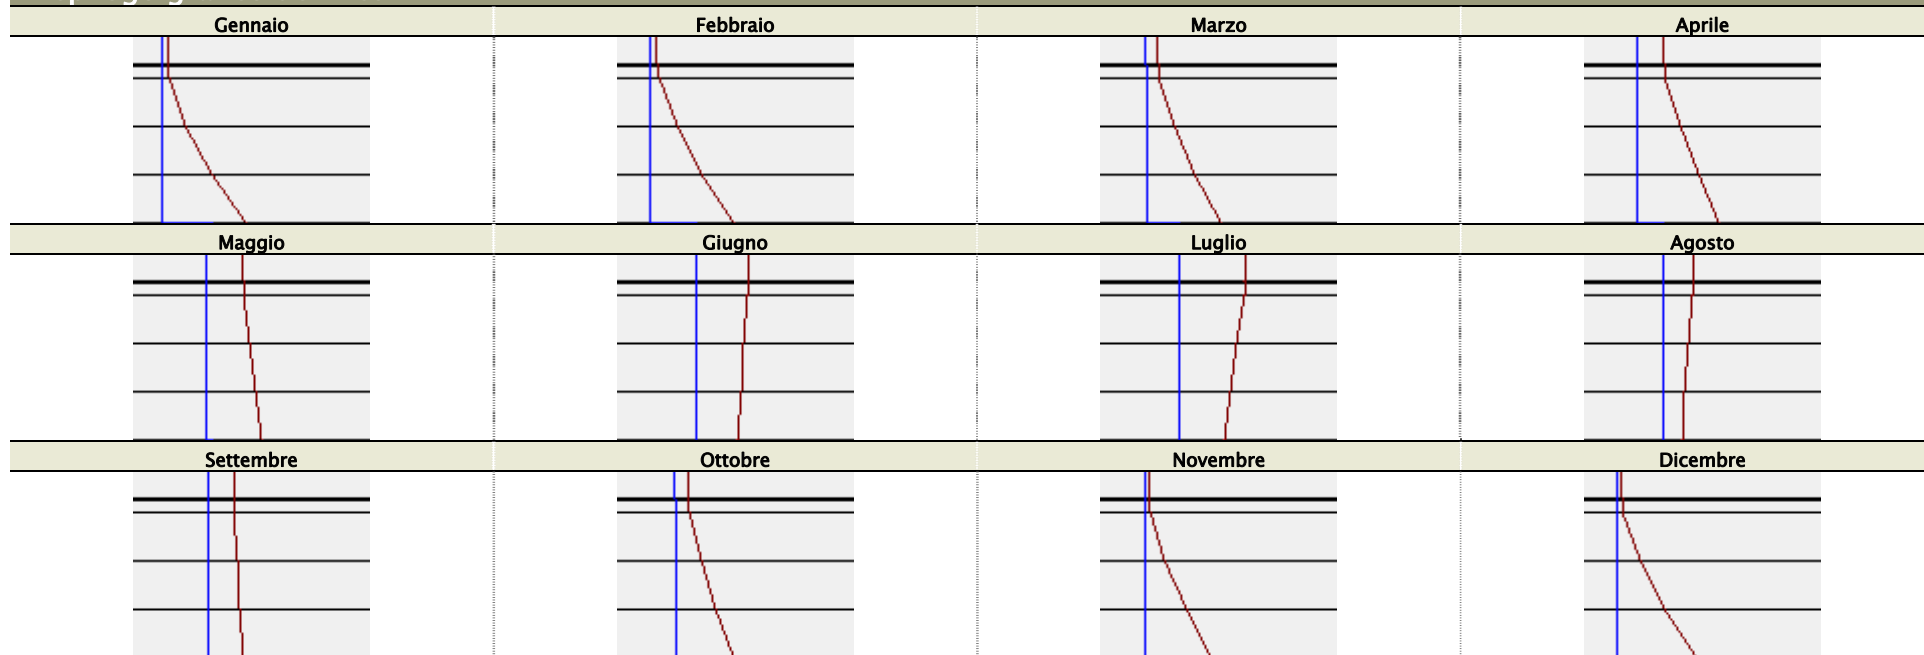 Gennaio Febbraio Marzo Aprile
Maggio Giugno Luglio Agosto
Settembre Ottobre Novembre Dicembre